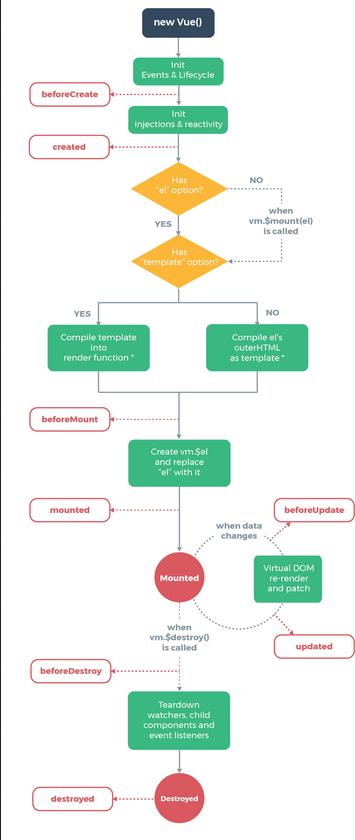 new Vue()
Init
Events & Lifecycle
beforeCreate
Init
injections & reactivity
created
Has
"el" option?
NO
when
vm.$mount(el)
is called
YES
Has
"template" option?
YES
NO
Compile template
into
render function *
Compile el's
outerHTML
as template *
beforeMount
Create vm.$el
and replace
"el" with it
mounted
beforeUpdate
when data
changes
Mounted
Virtual DOM
re-render
and patch
when
vm.$destroy()
is called
updated
beforeDestroy
Teardown
watchers, child
components and
event listeners
destroyed
Destroyed